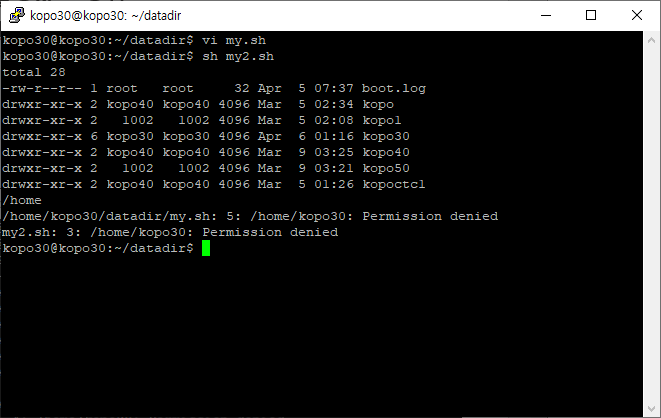 kopo30@kopo30: ~/datadir
kopo30@kopo30:~/datadir$ vi my.sh
kopo30@kopo30:~/datadir$ sh my2.sh
total 28
-rw-r--r-- 1 root   root     32 Apr  5 07:37 boot.log
drwxr-xr-x 2 kopo40 kopo40 4096 Mar  5 02:34 kopo
drwxr-xr-x 2   1002   1002 4096 Mar  5 02:08 kopo1
drwxr-xr-x 6 kopo30 kopo30 4096 Apr  6 01:16 kopo30
drwxr-xr-x 2 kopo40 kopo40 4096 Mar  9 03:25 kopo40
drwxr-xr-x 2   1002   1002 4096 Mar  9 03:21 kopo50
drwxr-xr-x 2 kopo40 kopo40 4096 Mar  5 01:26 kopoctcl
/home
/home/kopo30/datadir/my.sh: 5: /home/kopo30: Permission denied
my2.sh: 3: /home/kopo30: Permission denied
kopo30@kopo30:~/datadir$